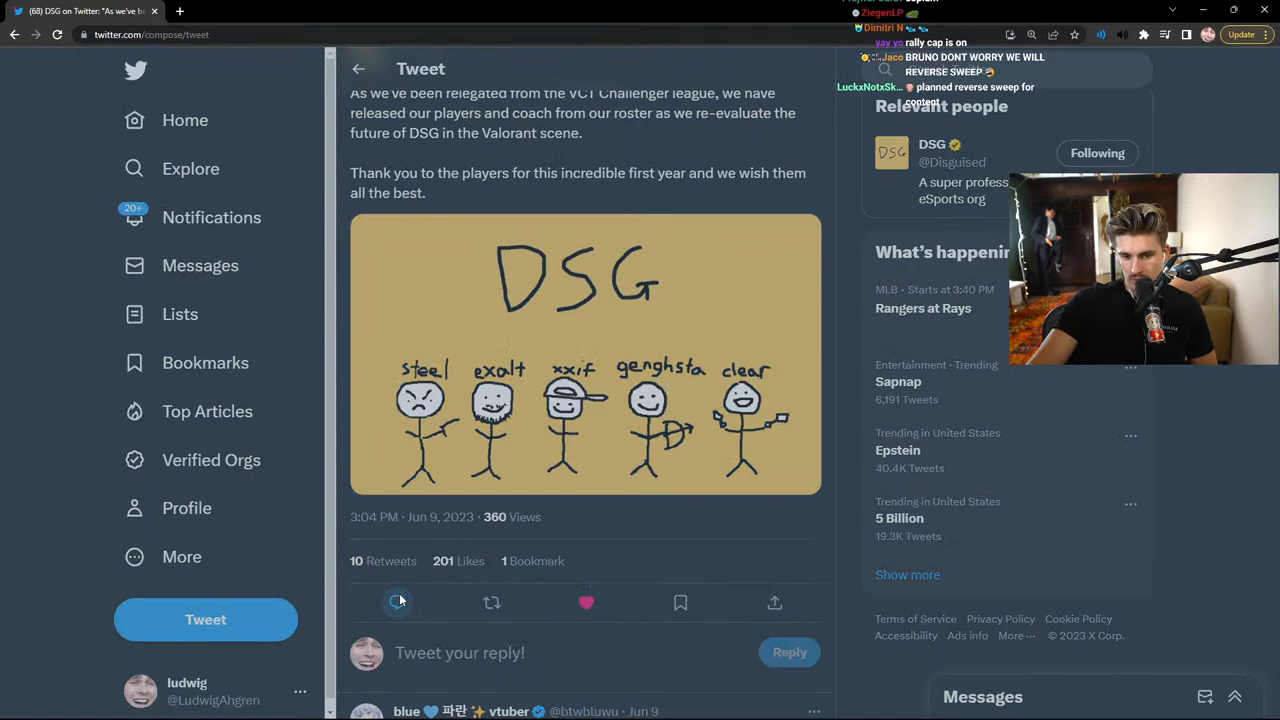 (68) DSG on Twitter: "As we've be
twitter.com/compose/tweet
Update
ZiegenLP
Dimitri N
yay yo rally cap is on
Jaco BRUNO DONT WORRY WE WILL
REVERSE SWEEP
LuckxNotxSk... planned reverse sweep for
content
Home
Explore
20+
Notifications
Messages
Lists
Bookmarks
Top Articles
Verified Orgs
Profile
More
Tweet
ludwig
@LudwigAhgren
Tweet
As we've been relegated from the VCT Challenger league, we have
released our players and coach from our roster as we re-evaluate the
future of DSG in the Valorant scene.
Thank you to the players for this incredible first year and we wish them
all the best.
DSG
steel exalt xxif genghsta clear
3:04 PM · Jun 9, 2023 · 360 Views
10 Retweets 201 Likes 1 Bookmark
Tweet your reply!
Reply
blue 파란 vtuber @btwbluwu · Jun 9
Relevant people
DSG
DSG
@Disguised
Following
A super profess
eSports org
What's happenin
MLB · Starts at 3:40 PM
Rangers at Rays
Entertainment · Trending
Sapnap
6,191 Tweets
Trending in United States
Epstein
40.4K Tweets
Trending in United States
5 Billion
19.3K Tweets
Show more
Terms of Service Privacy Policy Cookie Policy
Accessibility Ads info More ··· © 2023 X Corp.
Messages